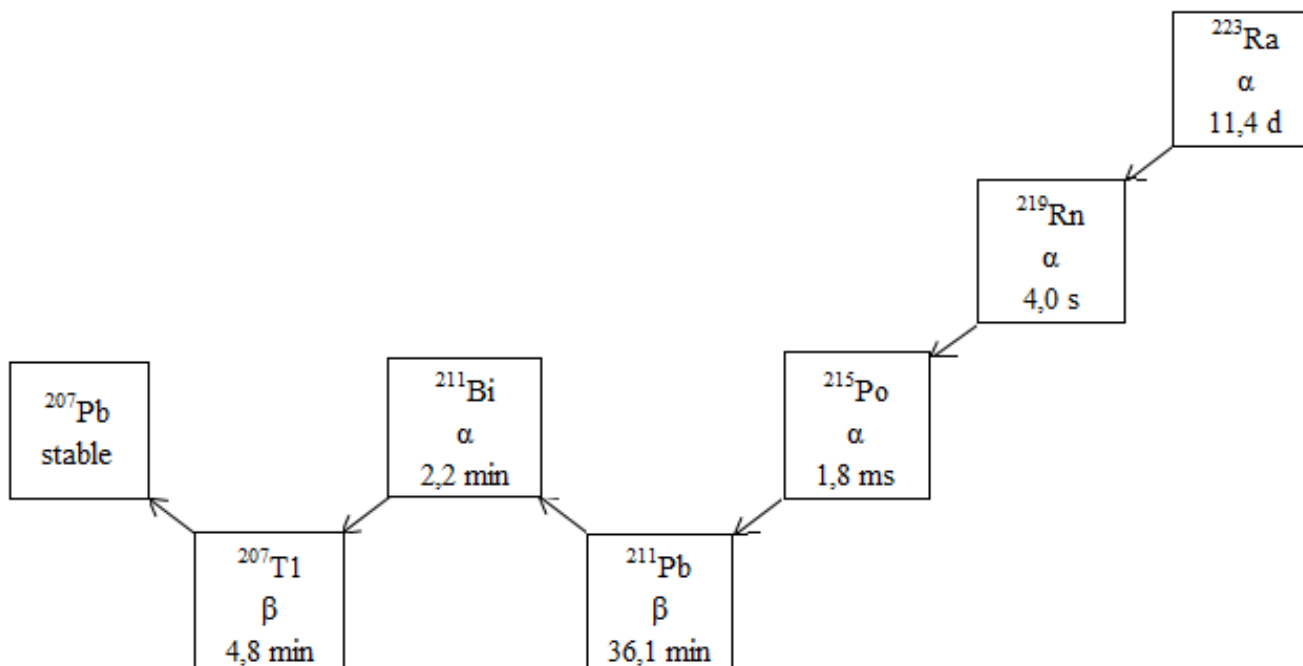 ²²³Ra
α
11,4 d
²¹⁹Rn
α
4,0 s
²¹⁵Po
α
1,8 ms
²¹¹Pb
β
36,1 min
²¹¹Bi
α
2,2 min
²⁰⁷T1
β
4,8 min
²⁰⁷Pb
stable